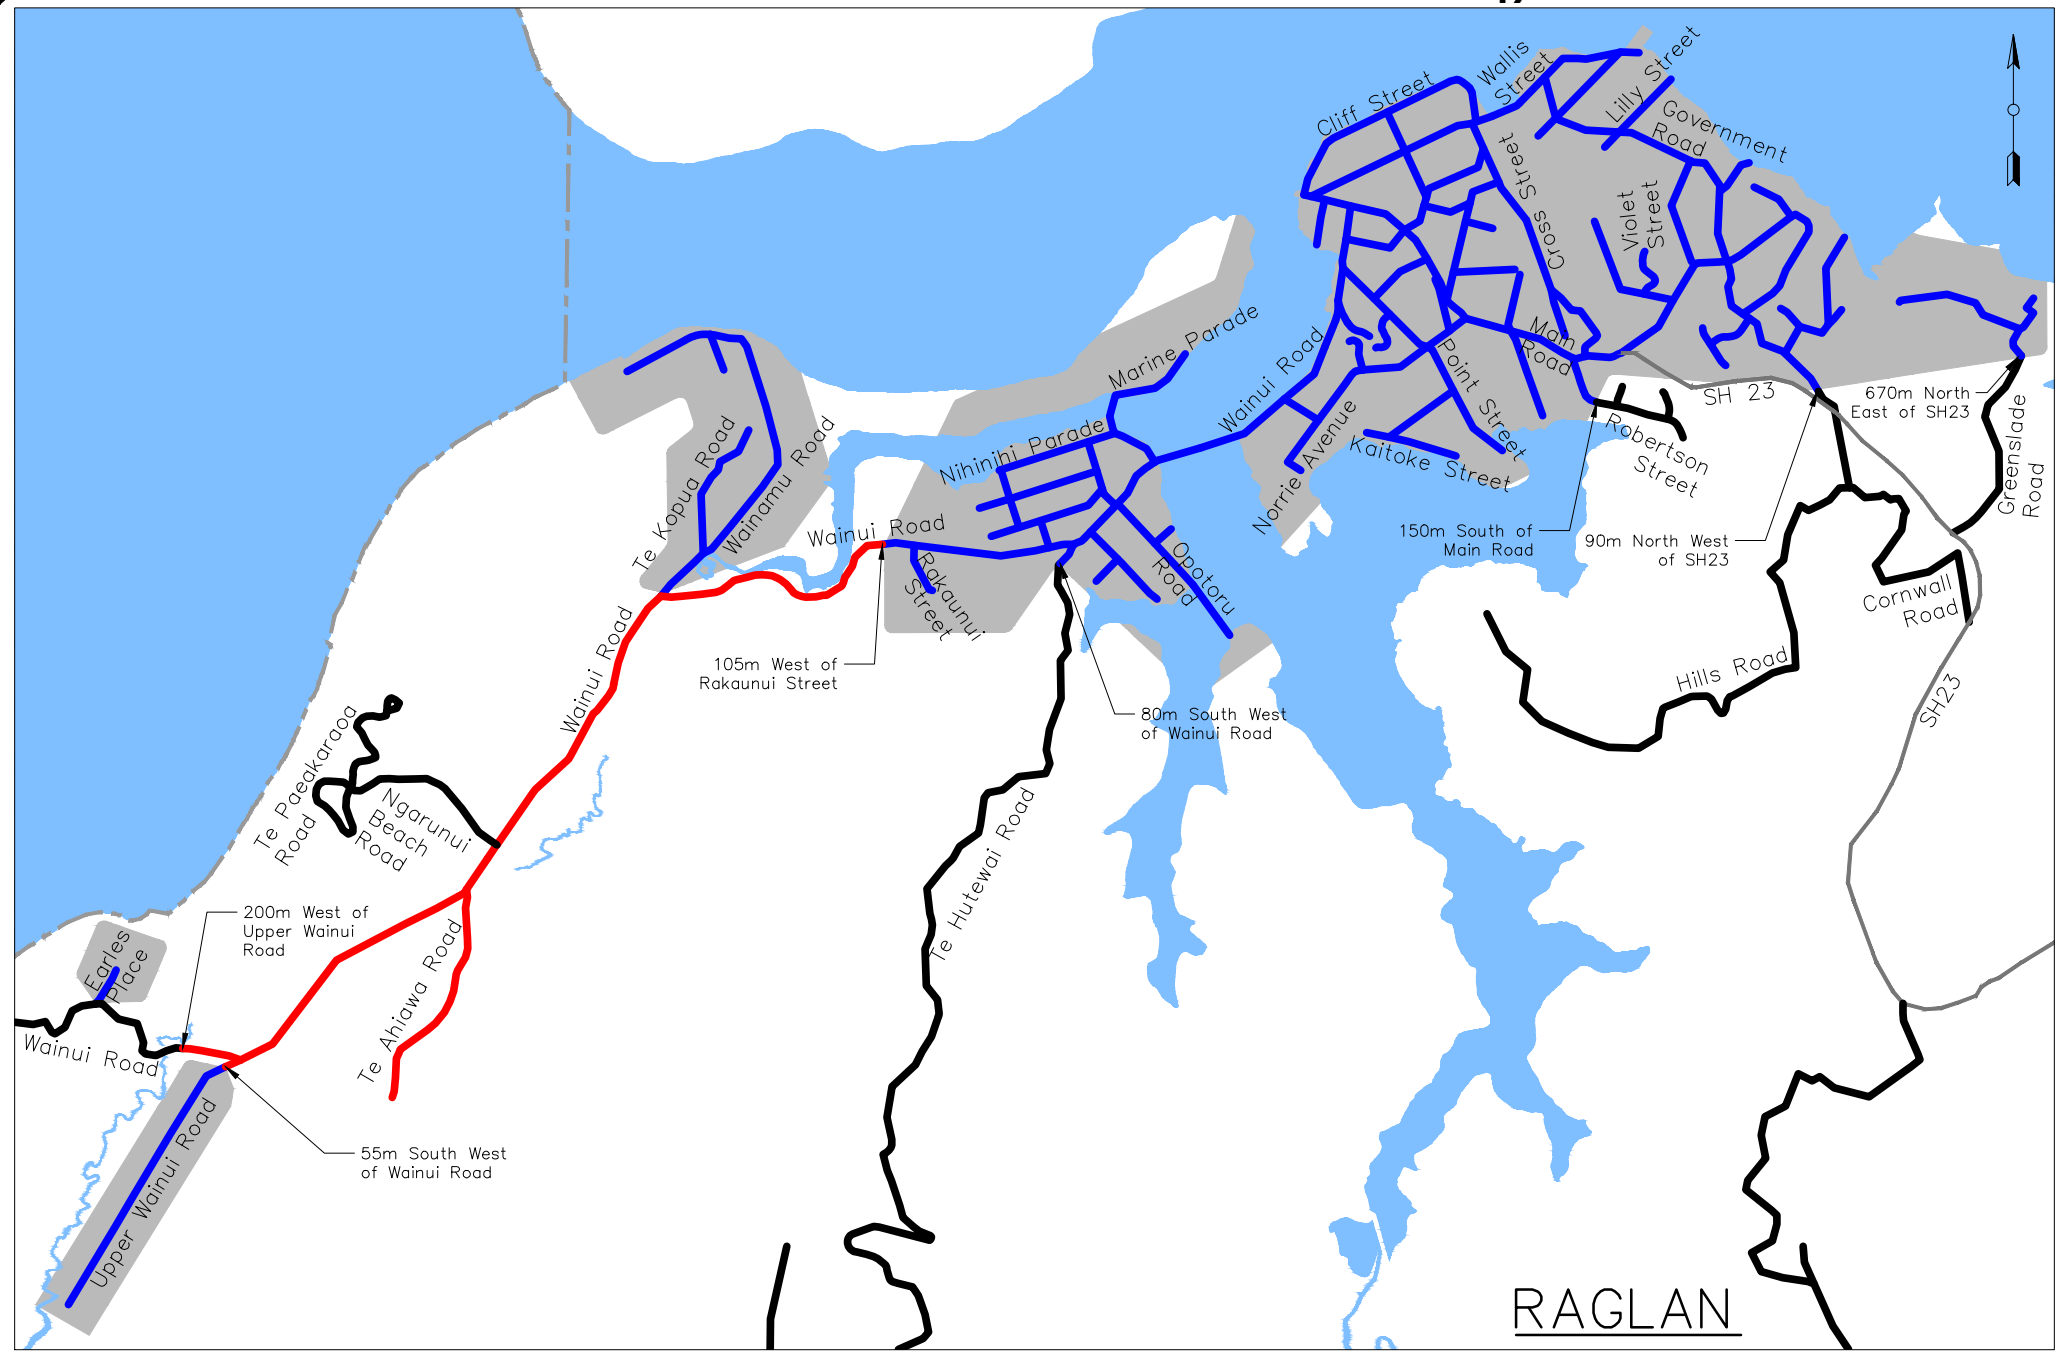 Cliff Street
Wallis
Street
Lilly Street
Government
Road
Cross Street
Violet
Street
Main
Road
Point Street
Marine Parade
Wainui Road
Norrie Avenue
Kaitoke Street
Nihinihi Parade
SH 23
670m North
East of SH23
Greenslade
Road
Robertson
Street
150m South of
Main Road
90m North West
of SH23
Cornwall
Road
Hills Road
SH23
Te Kopua Road
Wainamu Road
Wainui Road
Rakaunui
Street
Opotoru
Road
105m West of
Rakaunui Street
80m South West
of Wainui Road
Wainui Road
Te Paekaraoa
Road
Ngarunui
Beach
Road
Te Hutewai Road
200m West of
Upper Wainui
Road
Earles
Place
Wainui Road
Te Ahiawa Road
55m South West
of Wainui Road
Upper Wainui Road
RAGLAN